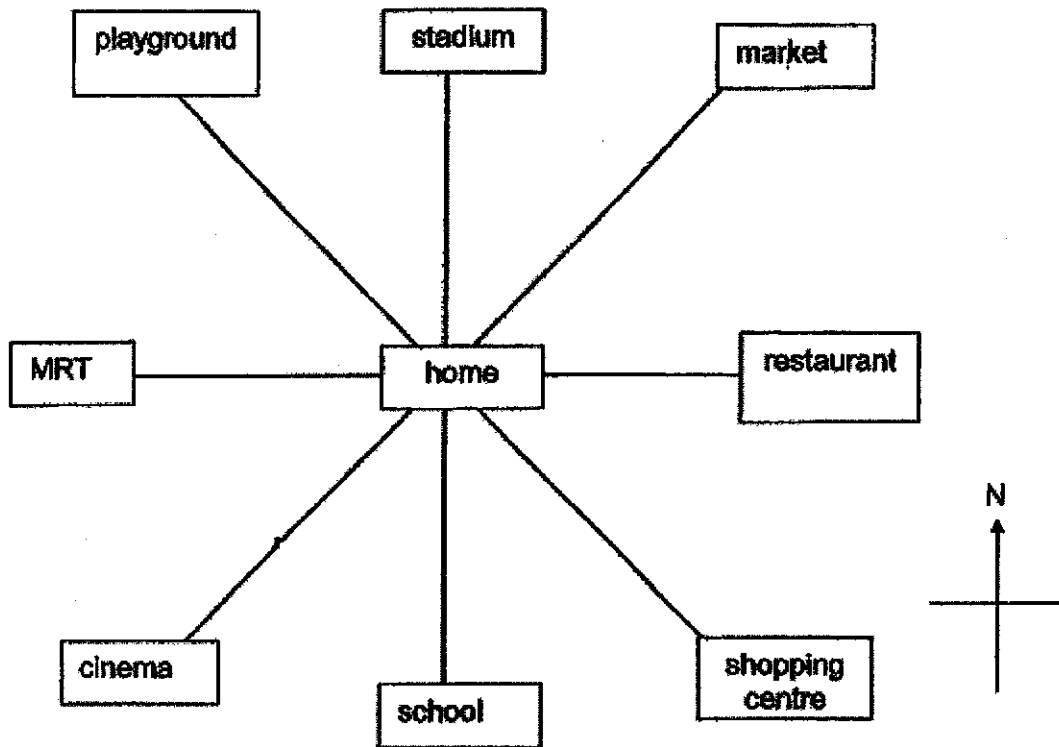 playground
stadium
market
MRT
home
restaurant
N
cinema
school
shopping
centre